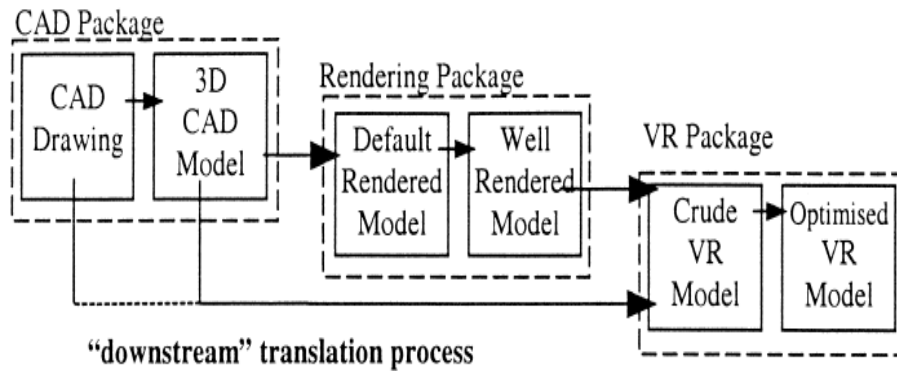 CAD Package
CAD
Drawing
3D
CAD
Model
Rendering Package
Default
Rendered
Model
Well
Rendered
Model
VR Package
Crude
VR
Model
Optimised
VR
Model
“downstream” translation process